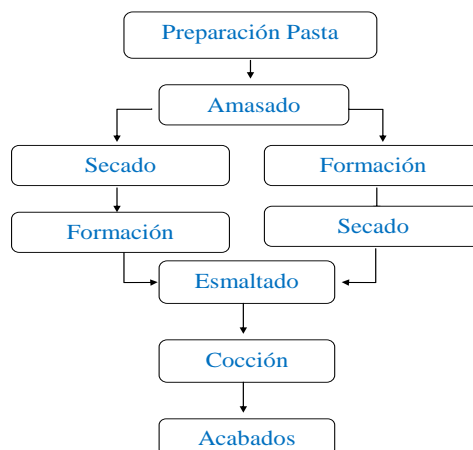 Preparación Pasta
Amasado
Secado
Formación
Formación
Secado
Esmaltado
Cocción
Acabados